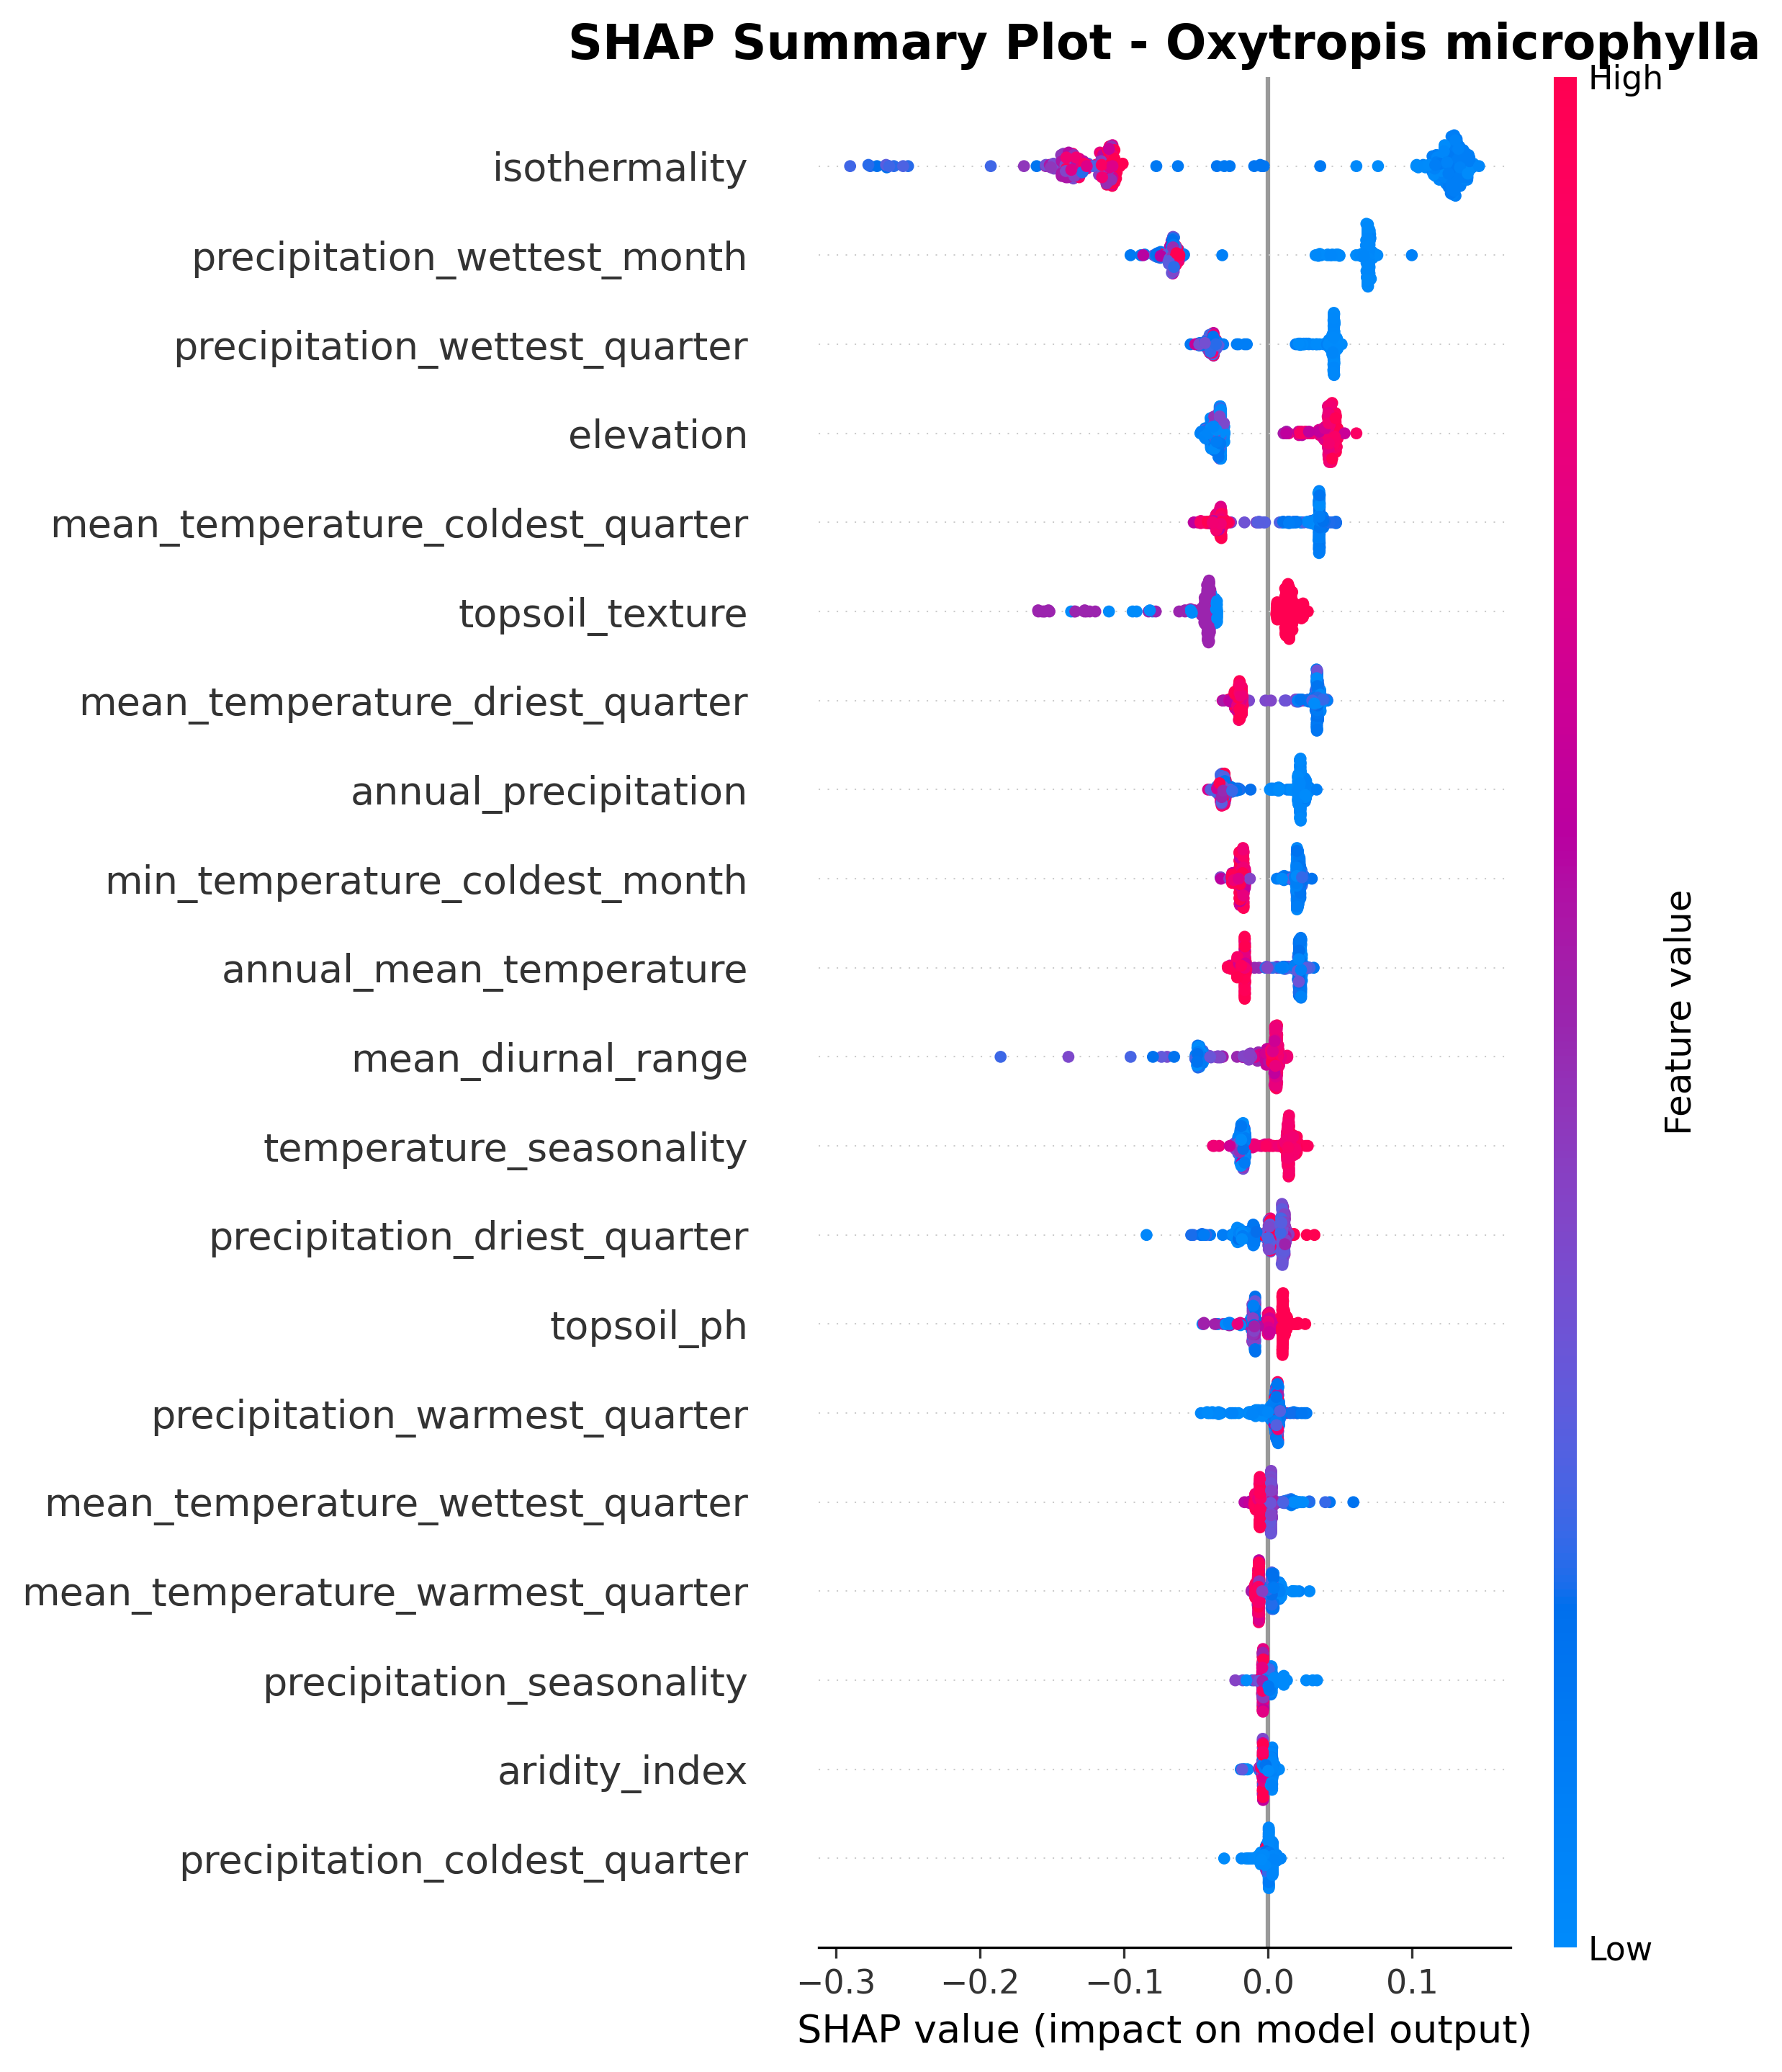 SHAP Summary Plot - Oxytropis microphylla
High
isothermality
precipitation_wettest_month
precipitation_wettest_quarter
elevation
mean_temperature_coldest_quarter
topsoil_texture
mean_temperature_driest_quarter
annual_precipitation
min_temperature_coldest_month
annual_mean_temperature
mean_diurnal_range
temperature_seasonality
precipitation_driest_quarter
topsoil_ph
precipitation_warmest_quarter
mean_temperature_wettest_quarter
mean_temperature_warmest_quarter
precipitation_seasonality
aridity_index
precipitation_coldest_quarter
Feature value
Low
−0.3 −0.2 −0.1 0.0 0.1
SHAP value (impact on model output)